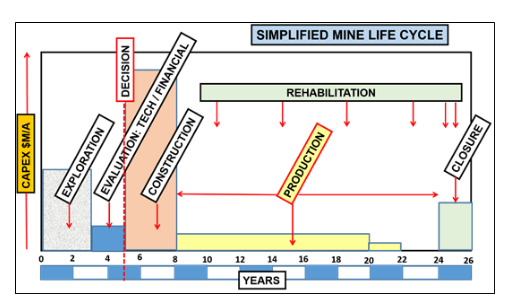 SIMPLIFIED MINE LIFE CYCLE
DECISION
EVALUATION: TECH / FINANCIAL
REHABILITATION
CAPEX $M/A
EXPLORATION
CONSTRUCTION
PRODUCTION
CLOSURE
0 2 4 6 8 10 12 14 16 18 20 22 24 26
YEARS